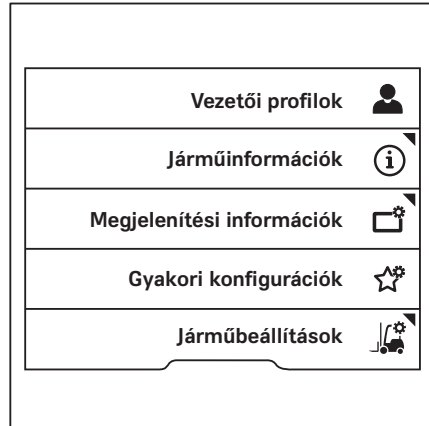 Vezetői profilok
Járműinformációk
Megjelenítési információk
Gyakori konfigurációk
Járműbeállítások